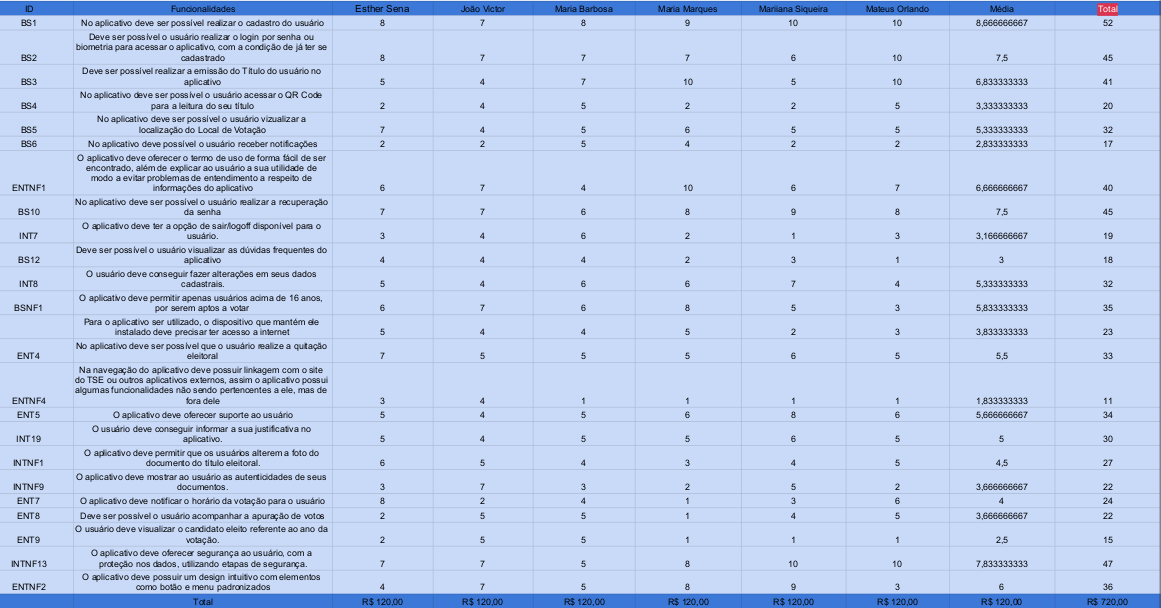 ID Funcionalidades Esther Sena João Victor Maria Barbosa Maria Marques Mariiana Siqueira Mateus Orlando Média Total
BS1 No aplicativo deve ser possível realizar o cadastro do usuário 8 7 8 9 10 10 8,666666667 52
Deve ser possível o usuário realizar o login por senha ou
biometria para acessar o aplicativo, com a condição de já ter se
BS2 cadastrado 8 7 7 7 6 10 7,5 45
Deve ser possível realizar a emissão do Título do usuário no
BS3 aplicativo 5 4 7 10 5 10 6,833333333 41
No aplicativo deve ser possível o usuário acessar o QR Code
BS4 para a leitura do seu título 2 4 5 2 2 5 3,333333333 20
No aplicativo deve ser possível o usuário vizualizar a
BS5 localização do Local de Votação 7 4 5 6 5 5 5,333333333 32
BS6 No aplicativo deve possível o usuário receber notificações 2 2 5 4 2 2 2,833333333 17
O aplicativo deve oferecer o termo de uso de forma fácil de ser
encontrado, além de explicar ao usuário a sua utilidade de
modo a evitar problemas de entendimento a respeito de
ENTNF1 informações do aplicativo 6 7 4 10 6 7 6,666666667 40
No aplicativo deve ser possível o usuário realizar a recuperação
BS10 da senha 7 7 6 8 9 8 7,5 45
O aplicativo deve ter a opção de sair/logoff disponível para o
INT7 usuário. 3 4 6 2 1 3 3,166666667 19
Deve ser possível o usuário visualizar as dúvidas frequentes do
BS12 aplicativo 4 4 4 2 3 1 3 18
O usuário deve conseguir fazer alterações em seus dados
INT8 cadastrais. 5 4 6 6 7 4 5,333333333 32
O aplicativo deve permitir apenas usuários acima de 16 anos,
BSNF1 por serem aptos a votar 6 7 6 8 5 3 5,833333333 35
Para o aplicativo ser utilizado, o dispositivo que mantém ele
instalado deve precisar ter acesso a internet 5 4 4 5 2 3 3,833333333 23
No aplicativo deve ser possível que o usuário realize a quitação
ENT4 eleitoral 7 5 5 5 6 5 5,5 33
Na navegação do aplicativo deve possuir linkagem com o site
do TSE ou outros aplicativos externos, assim o aplicativo possui
algumas funcionalidades não sendo pertencentes a ele, mas de
ENTNF4 fora dele 3 4 1 1 1 1 1,833333333 11
ENT5 O aplicativo deve oferecer suporte ao usuário 5 4 5 6 8 6 5,666666667 34
O usuário deve conseguir informar a sua justificativa no
INT19 aplicativo. 5 4 5 5 6 5 5 30
O aplicativo deve permitir que os usuários alterem a foto do
INTNF1 documento do título eleitoral. 6 5 4 3 4 5 4,5 27
O aplicativo deve mostrar ao usuário as autenticidades de seus
INTNF9 documentos. 3 7 3 2 5 2 3,666666667 22
ENT7 O aplicativo deve notificar o horário da votação para o usuário 8 2 4 1 3 6 4 24
ENT8 Deve ser possível o usuário acompanhar a apuração de votos 2 5 5 1 4 5 3,666666667 22
O usuário deve visualizar o candidato eleito referente ao ano da
ENT9 votação. 2 5 5 1 1 1 2,5 15
O aplicativo deve oferecer segurança ao usuário, com a
INTNF13 proteção nos dados, utilizando etapas de segurança. 7 7 5 8 10 10 7,833333333 47
O aplicativo deve possuir um design intuitivo com elementos
ENTNF2 como botão e menu padronizados 4 7 5 8 9 3 6 36
Total R$ 120,00 R$ 120,00 R$ 120,00 R$ 120,00 R$ 120,00 R$ 120,00 R$ 120,00 R$ 720,00